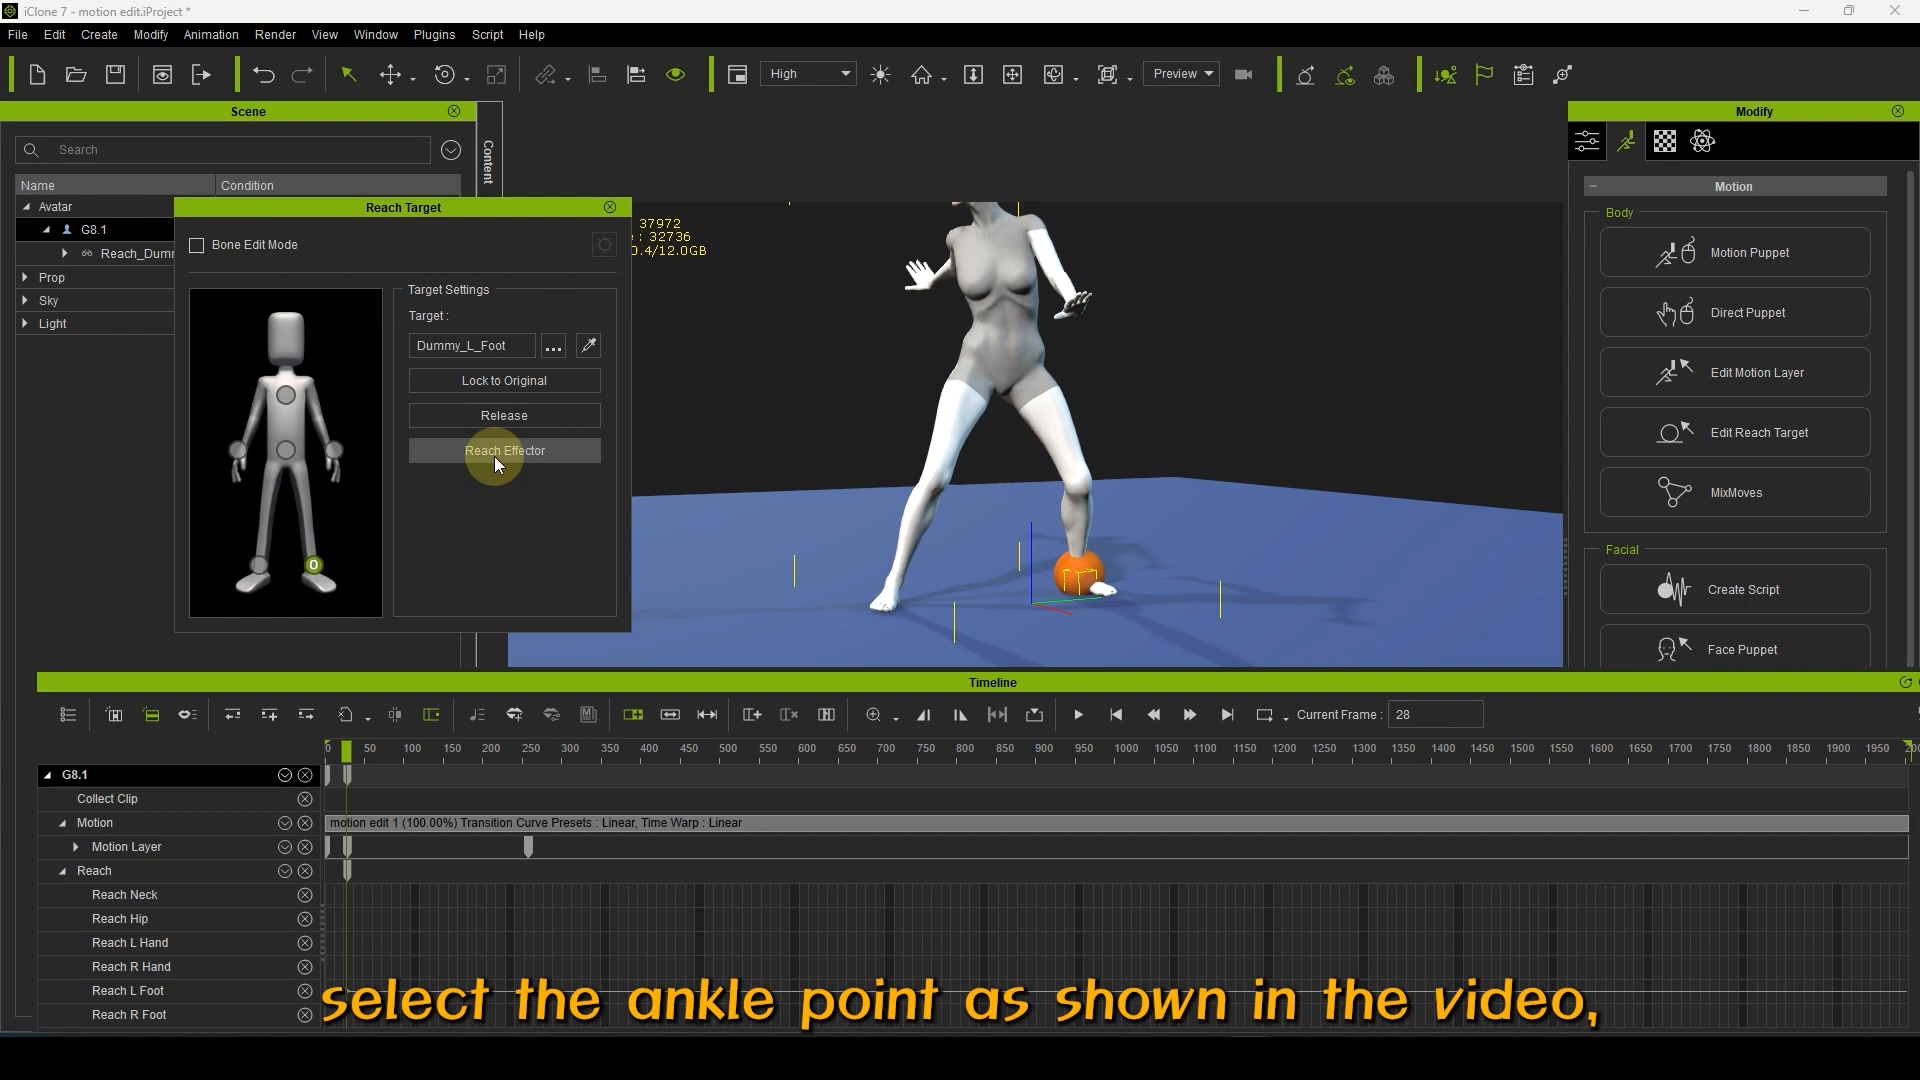 iClone 7 - motion edit.iProject *
File Edit Create Modify Animation Render View Window Plugins Script Help
High
Preview
Scene
Search
Name Condition
Avatar
G8.1
Reach_Dum
Prop
Sky
Light
Content
Reach Target
Bone Edit Mode
Target Settings
Target :
Dummy_L_Foot
...
Lock to Original
Release
Reach Effector
O
37972
: 32736
0.4/12.0GB
Modify
Motion
Body
Motion Puppet
Direct Puppet
Edit Motion Layer
Edit Reach Target
MixMoves
Facial
Create Script
Face Puppet
Timeline
Current Frame : 28
0 50 100 150 200 250 300 350 400 450 500 550 600 650 700 750 800 850 900 950 1000 1050 1100 1150 1200 1250 1300 1350 1400 1450 1500 1550 1600 1650 1700 1750 1800 1850 1900 1950
G8.1
Collect Clip
Motion
motion edit 1 (100.00%) Transition Curve Presets : Linear, Time Warp : Linear
Motion Layer
Reach
Reach Neck
Reach Hip
Reach L Hand
Reach R Hand
Reach L Foot
Reach R Foot
select the ankle point as shown in the video,